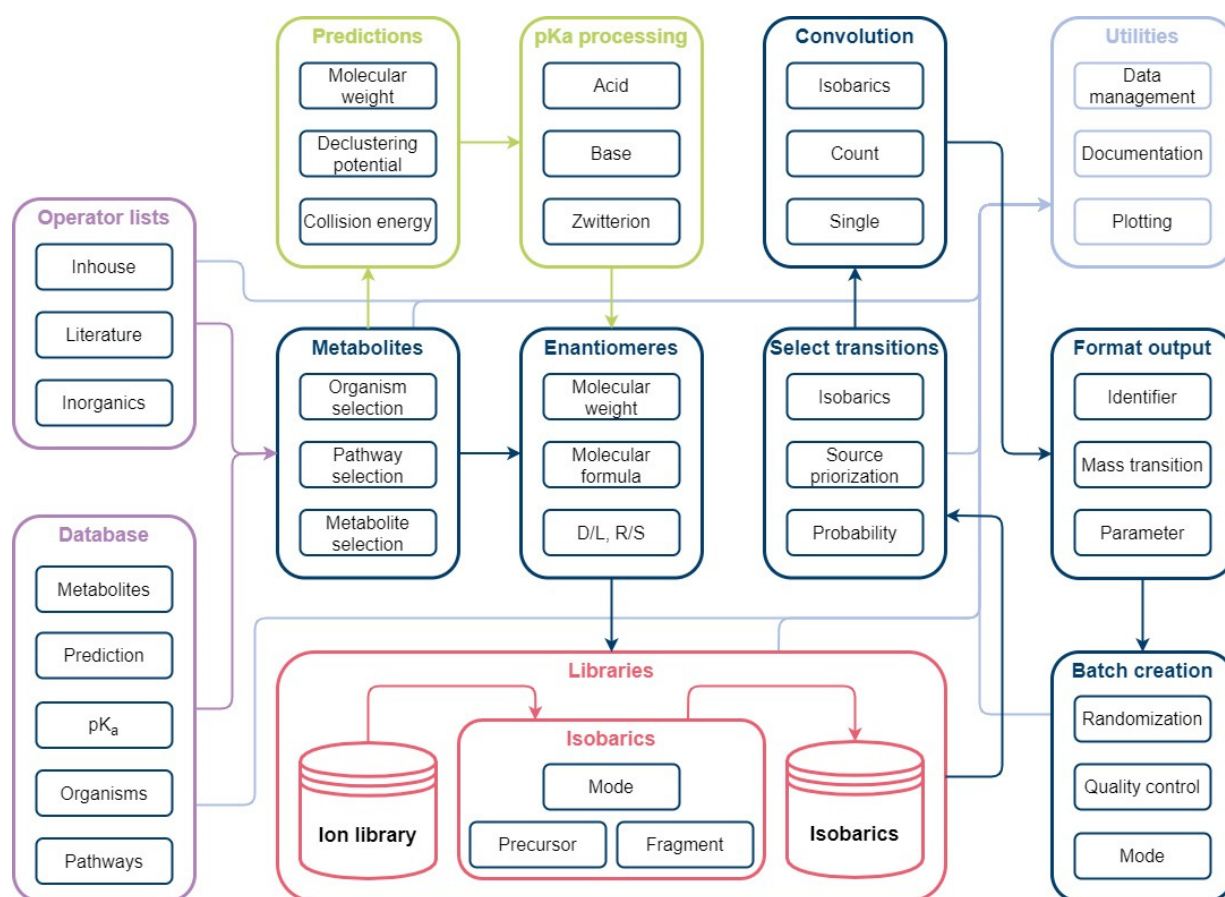 Predictions
Molecular
weight
Declustering
potential
Collision energy
pKa processing
Acid
Base
Zwitterion
Convolution
Isobarics
Count
Single
Utilities
Data
management
Documentation
Plotting
Operator lists
Inhouse
Literature
Inorganics
Metabolites
Organism
selection
Pathway
selection
Metabolite
selection
Enantiomeres
Molecular
weight
Molecular
formula
D/L, R/S
Select transitions
Isobarics
Source
priorization
Probability
Format output
Identifier
Mass transition
Parameter
Database
Metabolites
Prediction
pKa
Organisms
Pathways
Libraries
Ion library
Isobarics
Mode
Precursor
Fragment
Isobarics
Batch creation
Randomization
Quality control
Mode